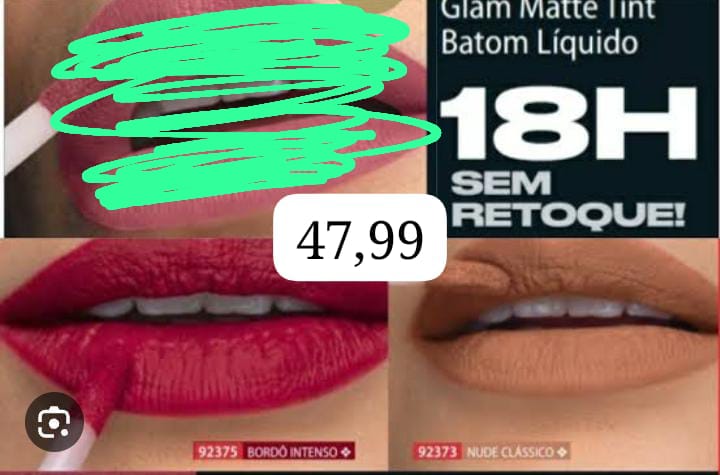 Glam Matte Tint
Batom Líquido
18H
SEM
RETOQUE!
47,99
92375 BORDÔ INTENSO
92373 NUDE CLÁSSICO